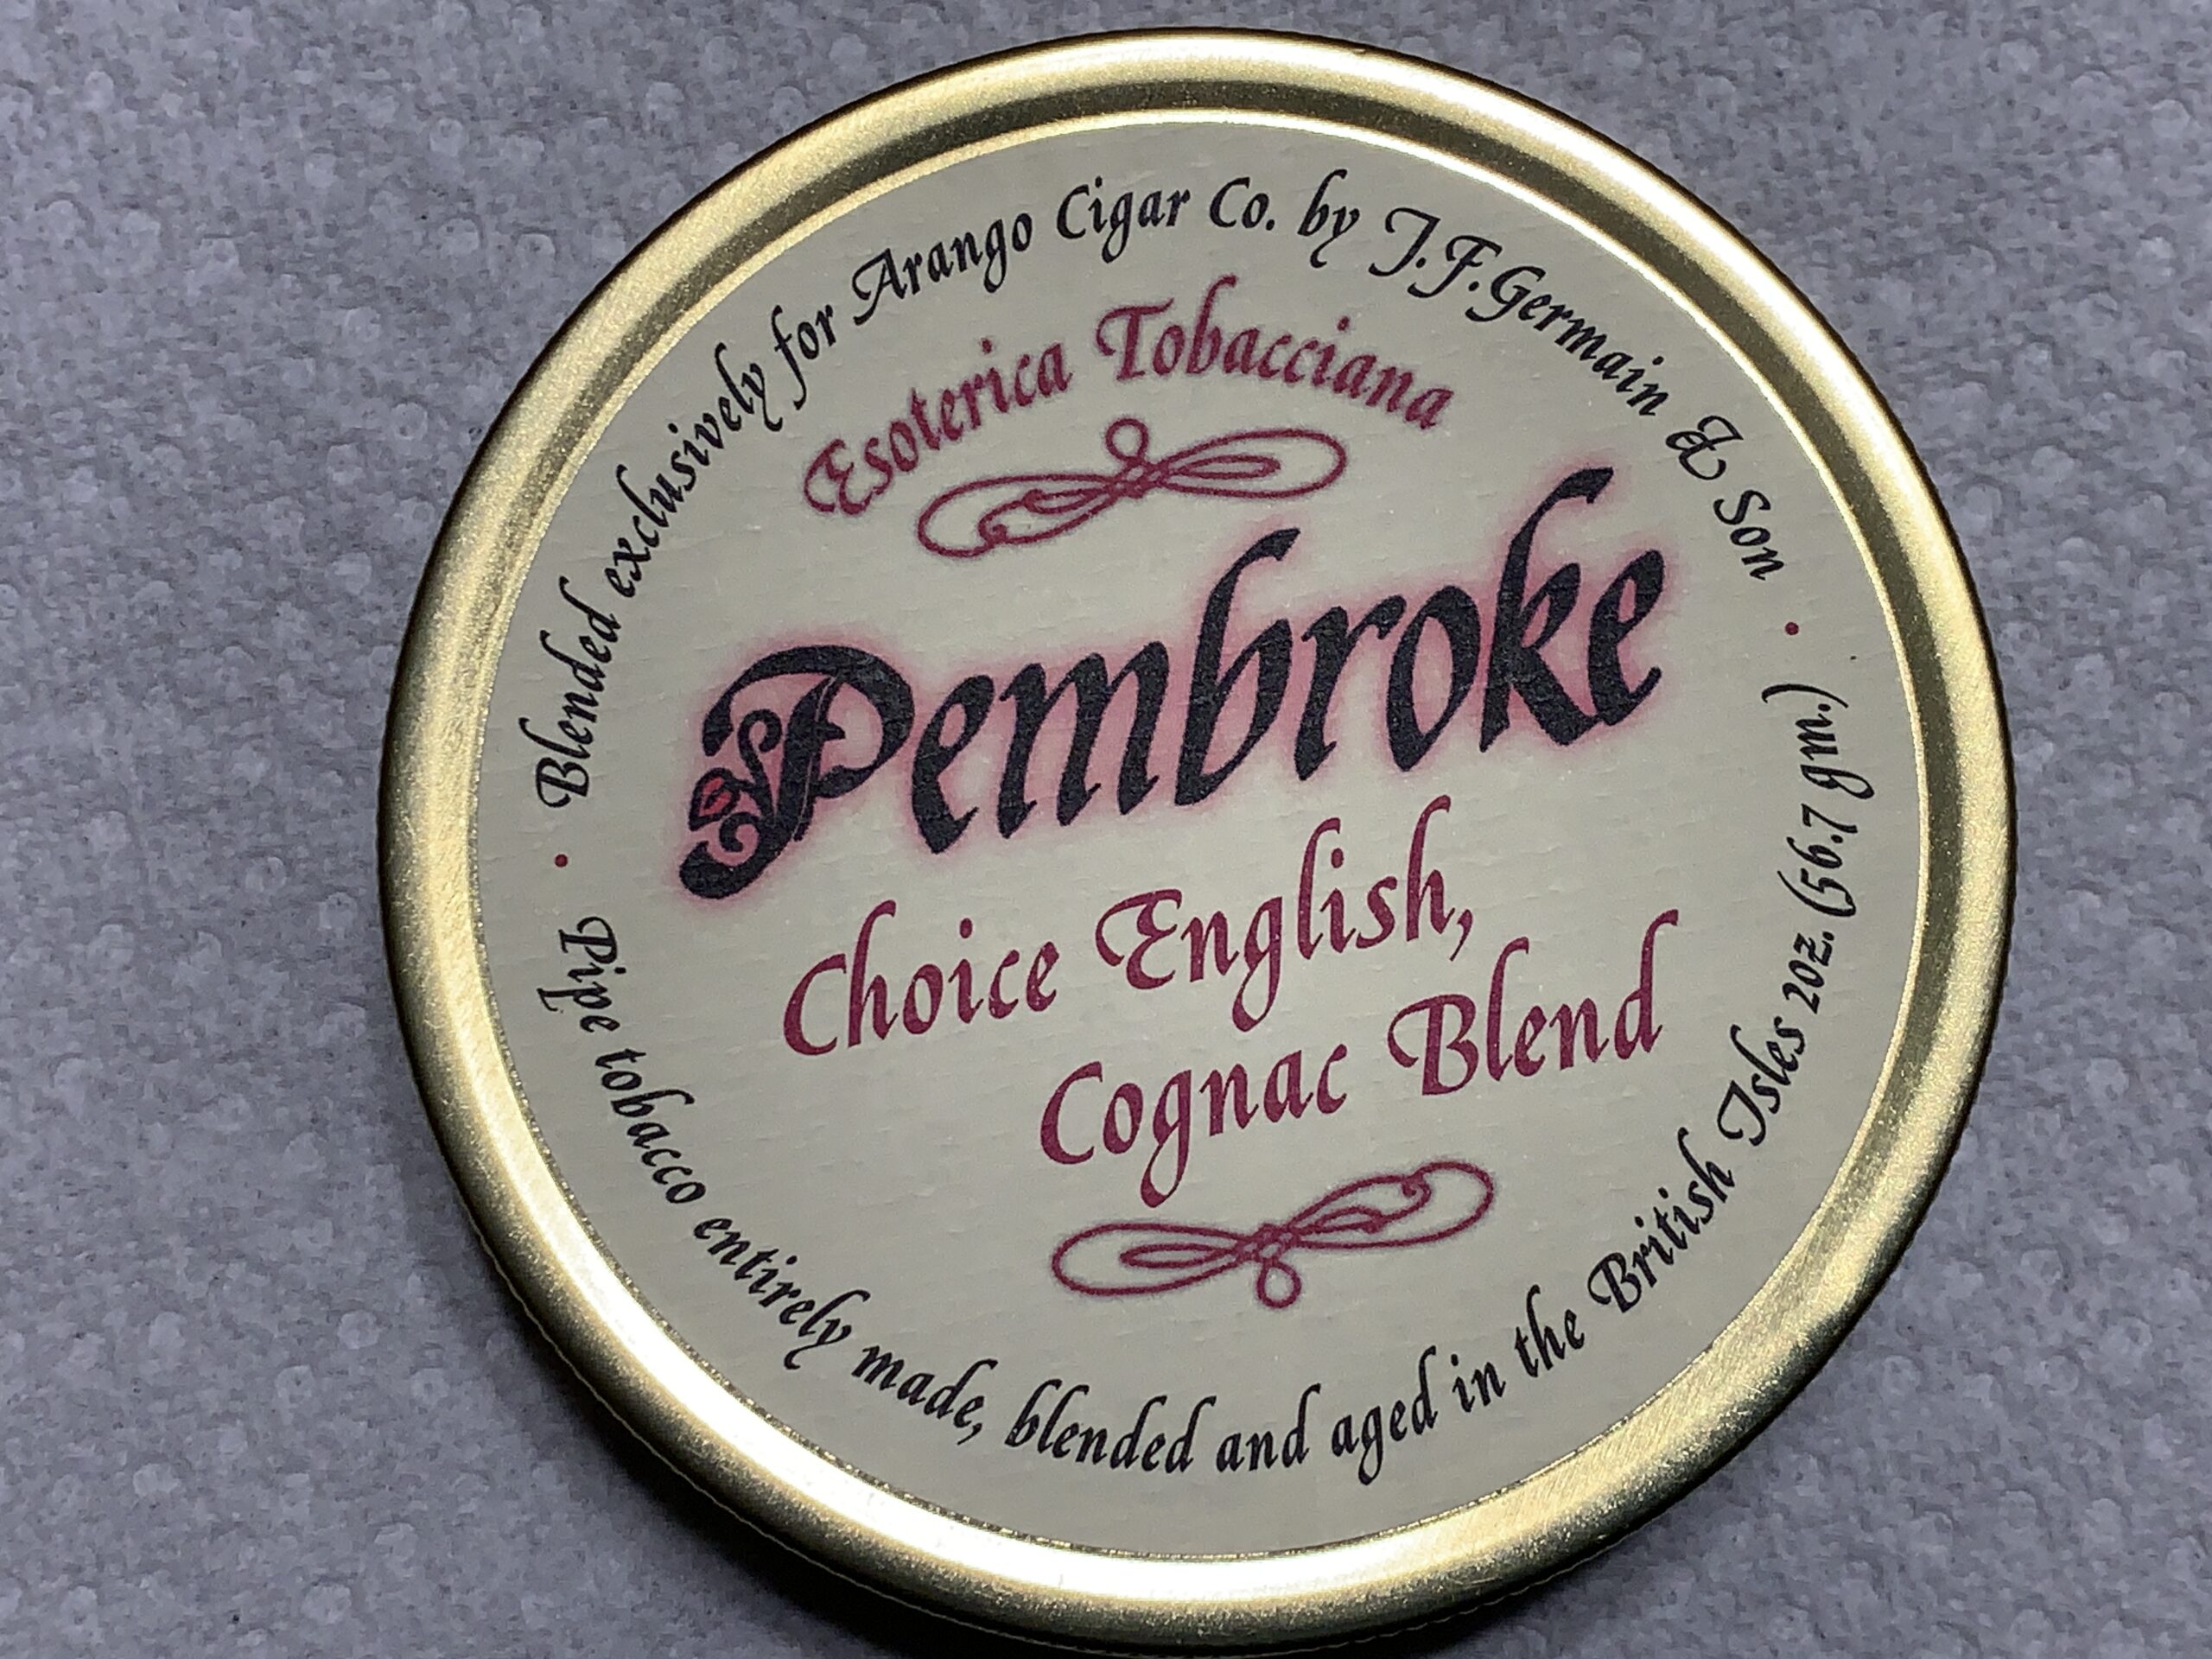 Blended exclusively for Arango Cigar Co. by J.F.Germain & Son
Esoterica Tobacciana
Pembroke
Choice English,
Cognac Blend
Pipe tobacco entirely made, blended and aged in the British Isles 2oz. (56.7 gm.)